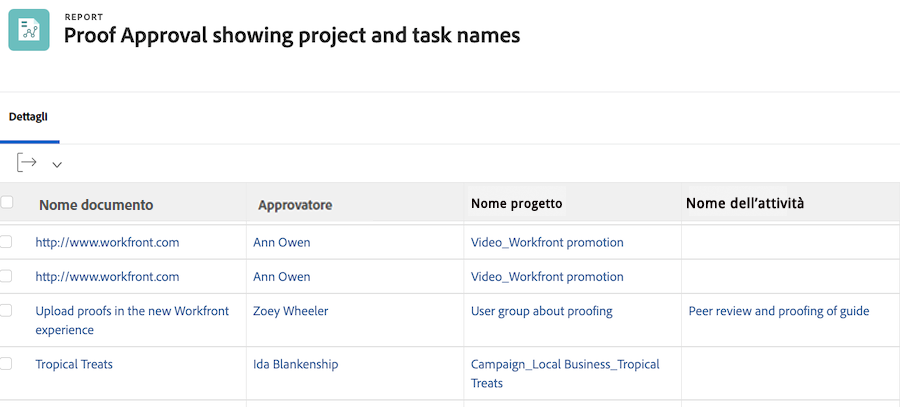 REPORT
Proof Approval showing project and task names
Dettagli
Nome documento Approvatore Nome progetto Nome dell'attività
http://www.workfront.com Ann Owen Video_Workfront promotion
http://www.workfront.com Ann Owen Video_Workfront promotion
Upload proofs in the new Workfront Zoey Wheeler User group about proofing Peer review and proofing of guide
experience
Tropical Treats Ida Blankenship Campaign_Local Business_Tropical
Treats